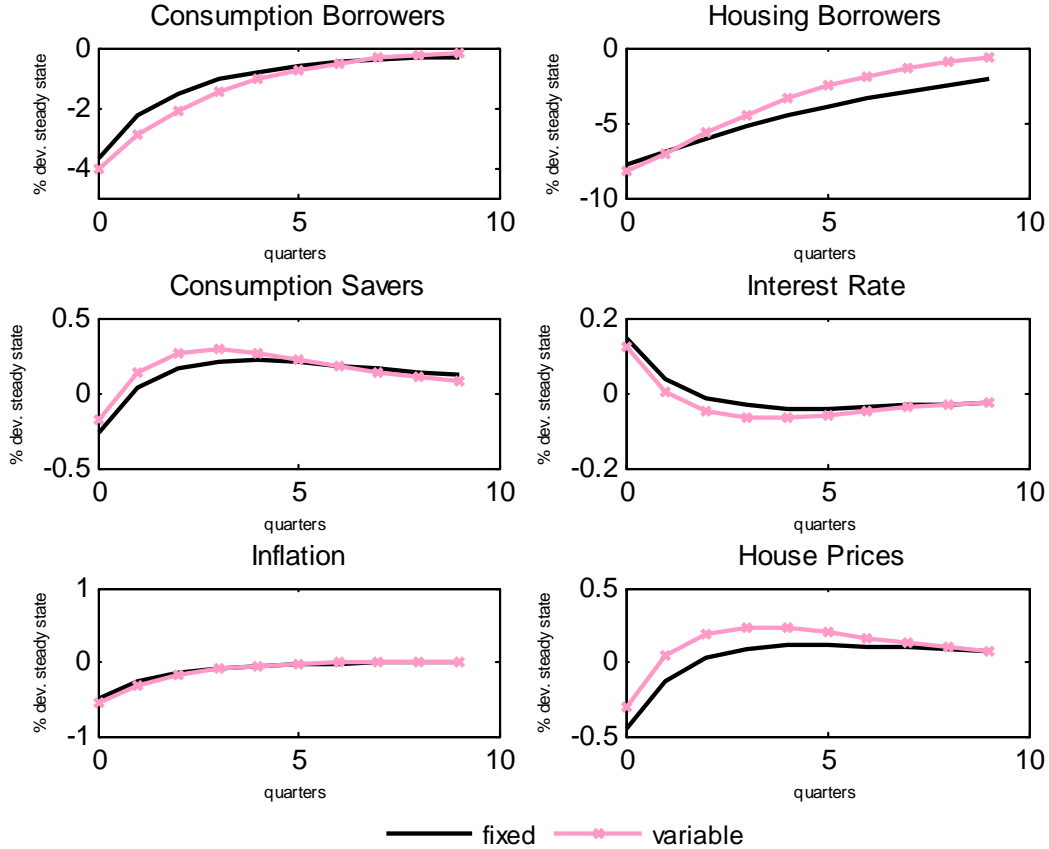 Consumption Borrowers
% dev. steady state
0
-2
-4
0
5
10
quarters
Housing Borrowers
% dev. steady state
0
-5
-10
0
5
10
quarters
Consumption Savers
% dev. steady state
0.5
0
-0.5
0
5
10
quarters
Interest Rate
% dev. steady state
0.2
0
-0.2
0
5
10
quarters
Inflation
% dev. steady state
1
0
-1
0
5
10
quarters
House Prices
% dev. steady state
0.5
0
-0.5
0
5
10
quarters
fixed
variable